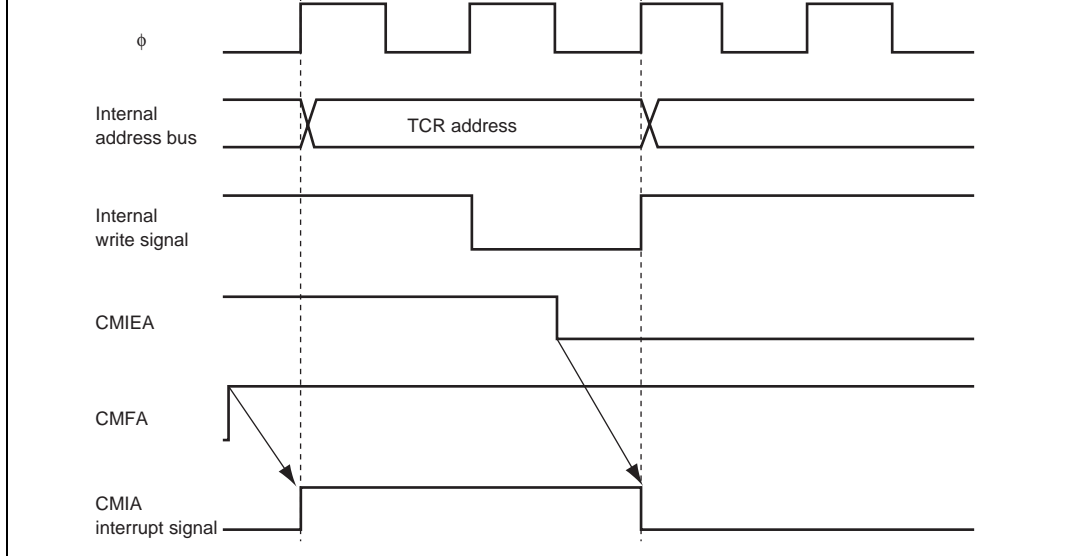 ϕ
Internal
address bus
TCR address
Internal
write signal
CMIEA
CMFA
CMIA
interrupt signal